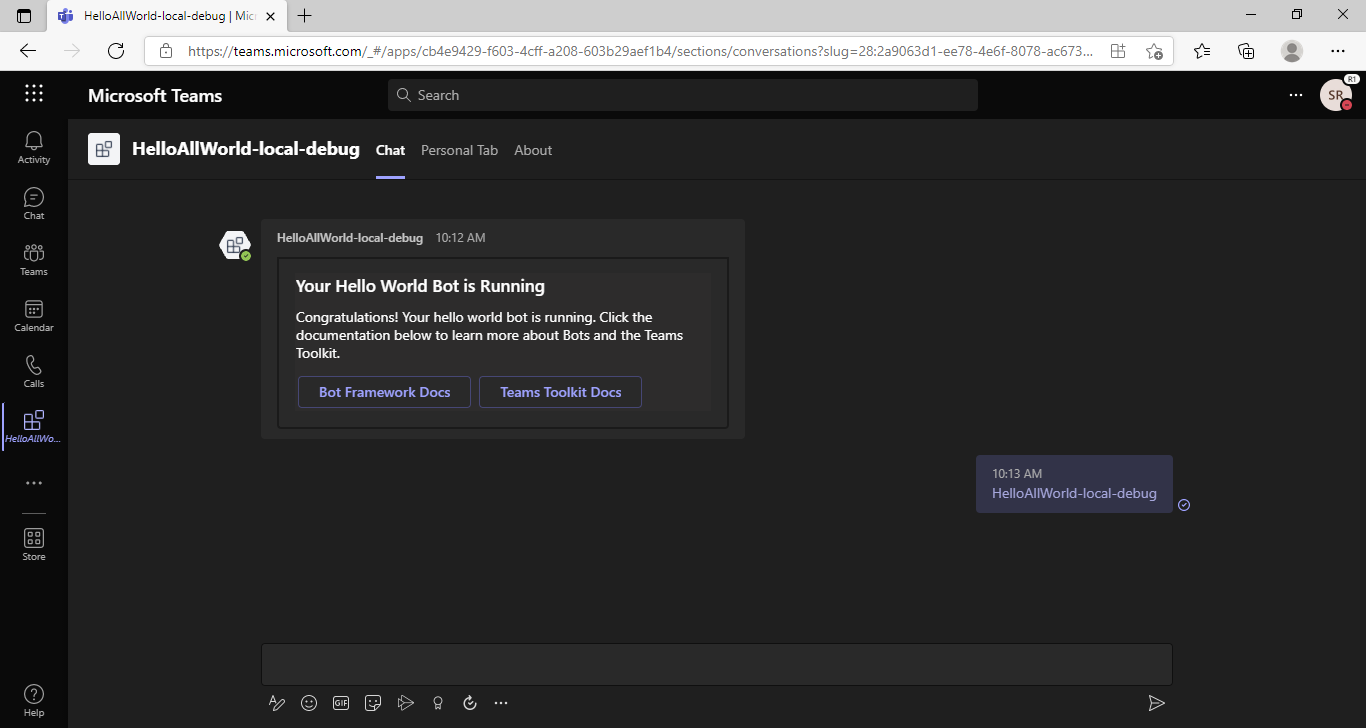 HelloAllWorld-local-debug | Mic
https://teams.microsoft.com/_#/apps/cb4e9429-f603-4cff-a208-603b29aef1b4/sections/conversations?slug=28:2a9063d1-ee78-4e6f-8078-ac673...
Microsoft Teams
Search
R1
SR
Activity
Chat
Teams
Calendar
Calls
HelloAllWo...
Store
Help
HelloAllWorld-local-debug Chat Personal Tab About
HelloAllWorld-local-debug 10:12 AM
Your Hello World Bot is Running
Congratulations! Your hello world bot is running. Click the
documentation below to learn more about Bots and the Teams
Toolkit.
Bot Framework Docs Teams Toolkit Docs
10:13 AM
HelloAllWorld-local-debug
GIF